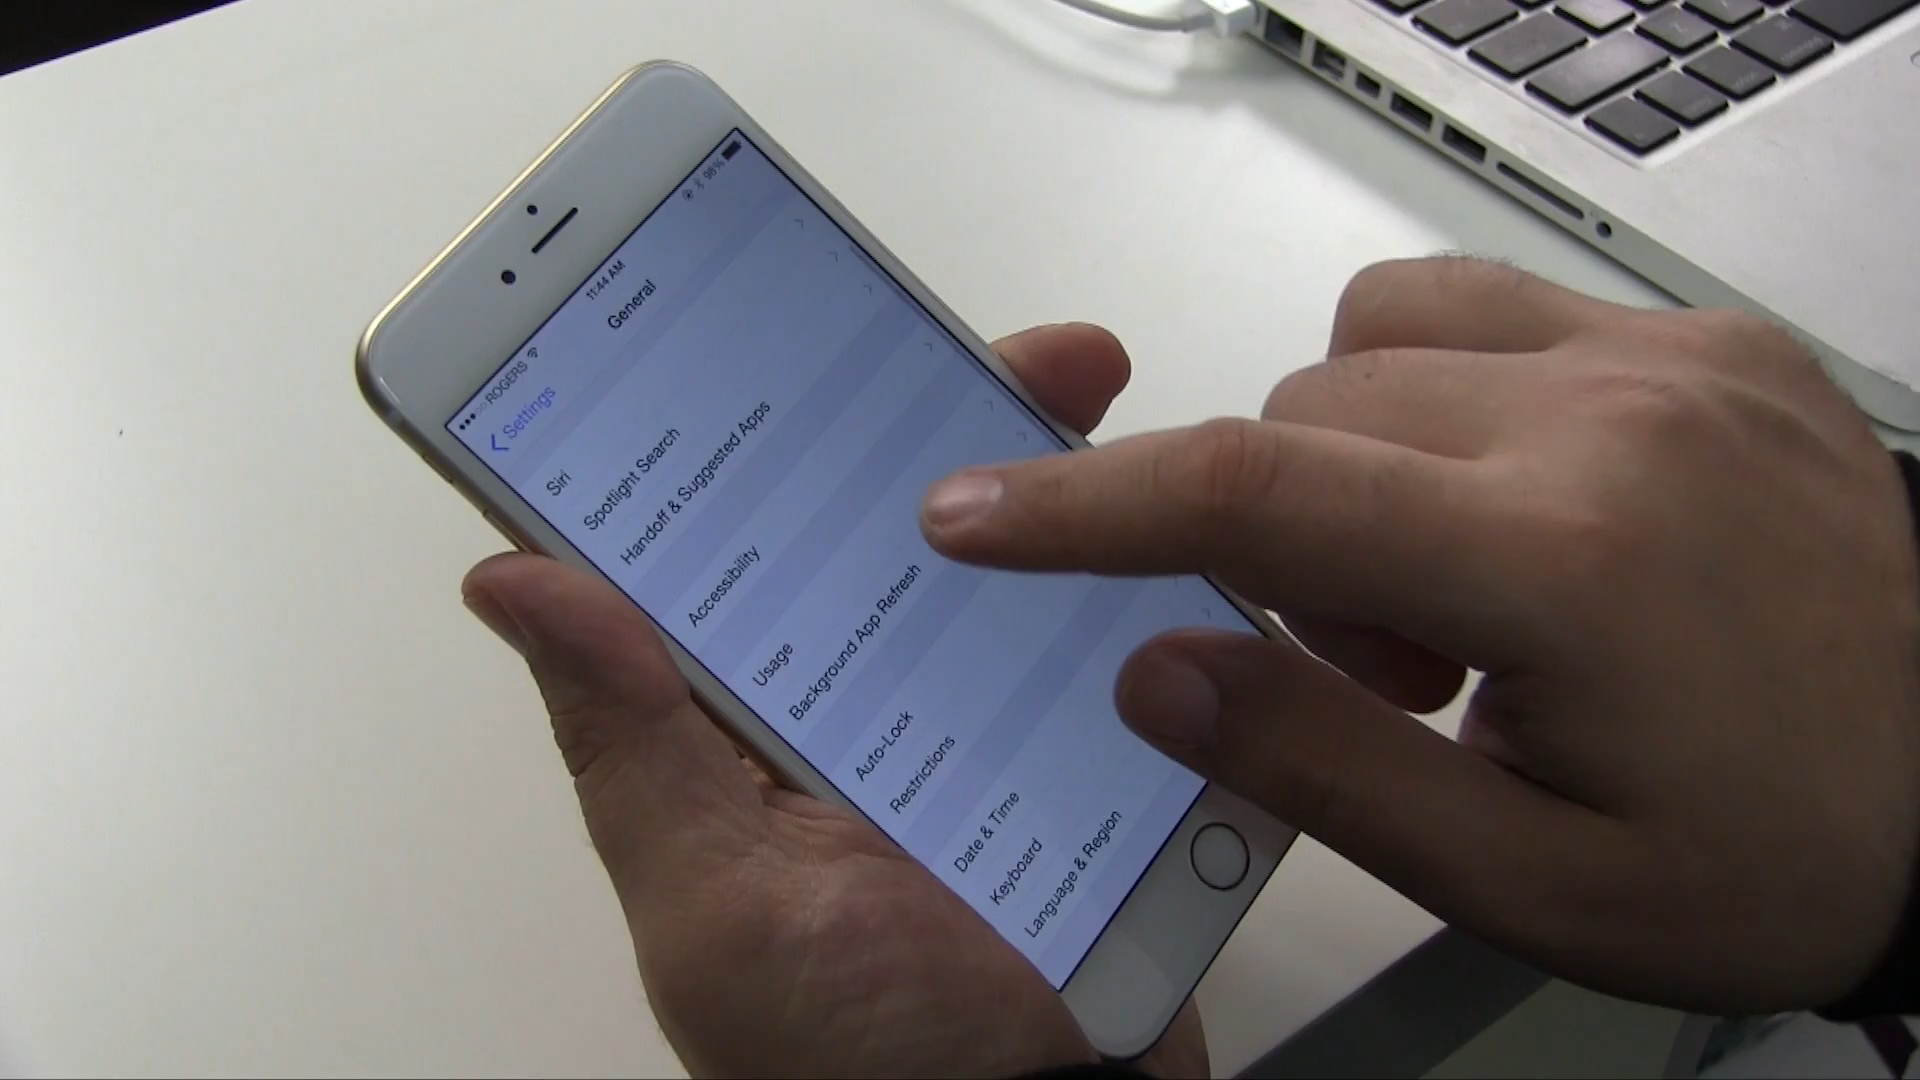 ROGERS
11:44 AM
98%
Settings
General
Siri
Spotlight Search
Handoff & Suggested Apps
Accessibility
Usage
Background App Refresh
Auto-Lock
Restrictions
Date & Time
Keyboard
Language & Region